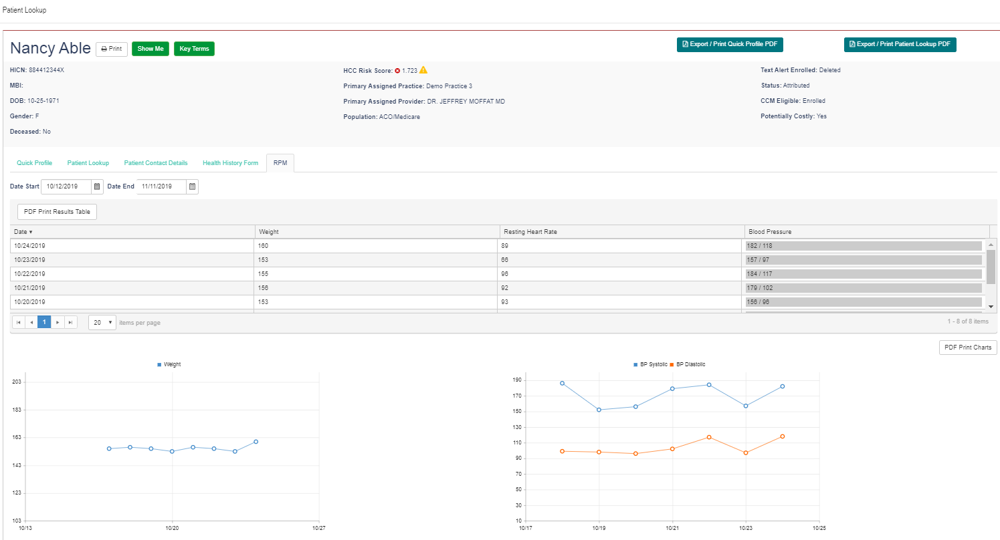 Patient Lookup
Nancy Able Print Show Me Key Terms Export / Print Quick Profile PDF Export / Print Patient Lookup PDF
HICN: 884412344X HCC Risk Score: 1.723 Text Alert Enrolled: Deleted
MBI: Primary Assigned Practice: Demo Practice 3 Status: Attributed
DOB: 10-25-1971 Primary Assigned Provider: DR. JEFFREY MOFFAT MD CCM Eligible: Enrolled
Gender: F Population: ACO/Medicare Potentially Costly: Yes
Deceased: No
Quick Profile Patient Lookup Patient Contact Details Health History Form RPM
Date Start 10/12/2019 Date End 11/11/2019
PDF Print Results Table
Date Weight Resting Heart Rate Blood Pressure
10/24/2019 160 89 182 / 118
10/23/2019 153 66 157 / 97
10/22/2019 155 96 184 / 117
10/21/2019 156 92 179 / 102
10/20/2019 153 93 156 / 96
1 20 items per page 1 - 8 of 8 items
PDF Print Charts
Weight
203
183
163
143
123
103
10/13 10/20 10/27
BP Systolic BP Diastolic
190
170
150
130
110
90
70
50
30
10
10/17 10/19 10/21 10/23 10/25